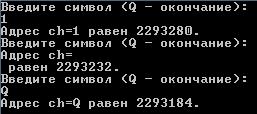 Введите символ (Q - окончание):
1
Адрес ch=1 равен 2293280.
Введите символ (Q - окончание):
Адрес ch=
 равен 2293232.
Введите символ (Q - окончание):
Q
Адрес ch=Q равен 2293184.